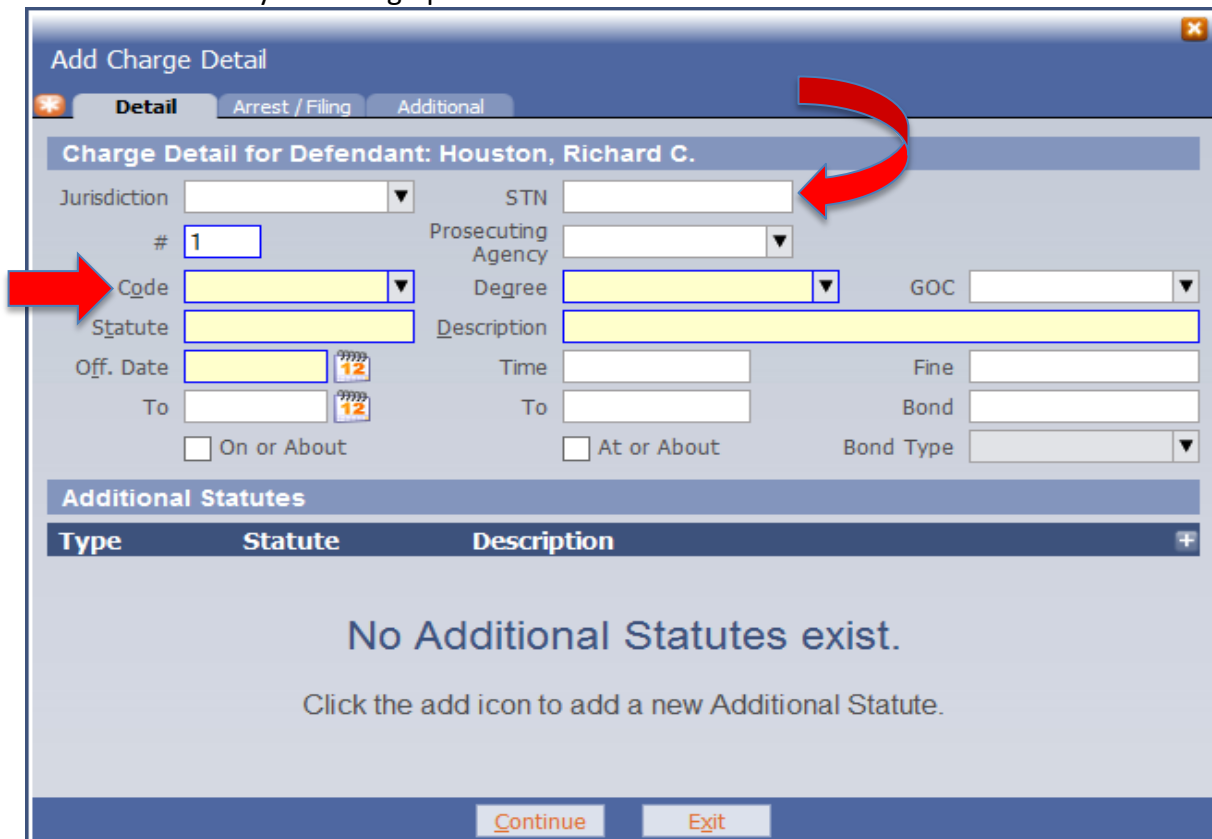 Add Charge Detail
Detail Arrest / Filing Additional
Charge Detail for Defendant: Houston, Richard C.
Jurisdiction STN
# 1 Prosecuting Agency
Code Degree GOC
Statute Description
Off. Date 12 Time Fine
To 12 To Bond
On or About At or About Bond Type
Additional Statutes
Type Statute Description
No Additional Statutes exist.
Click the add icon to add a new Additional Statute.
Continue Exit